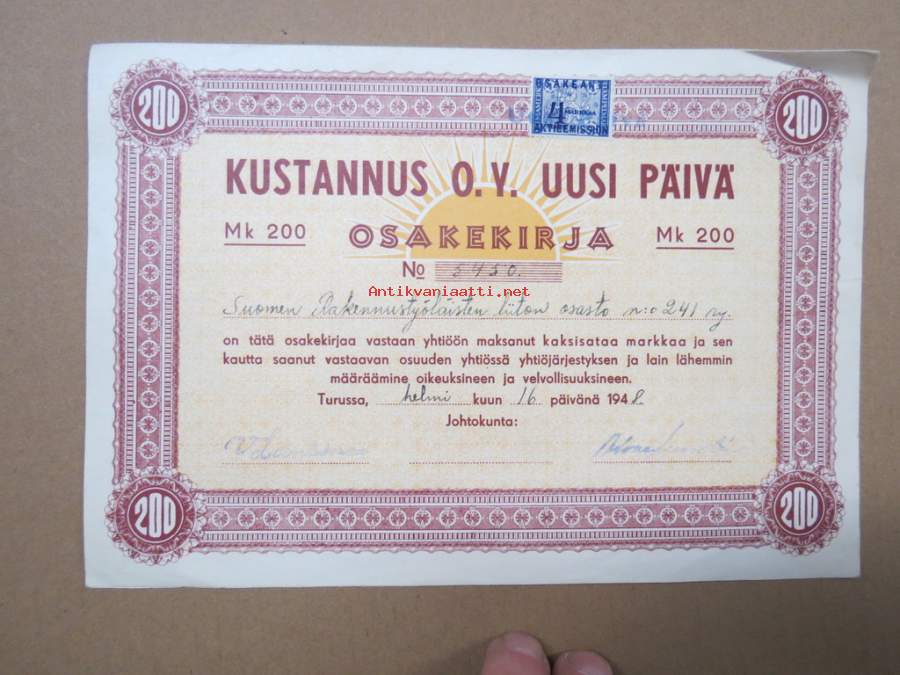 200
200
OSAKEANT
4
AKTIEEMISSION
KUSTANNUS O.Y. UUSI PÄIVÄ
Mk 200
OSAKEKIRJA
Mk 200
No 5950.
Antikvaniaatti.net
Suomen Rakennustyöläisten liiton osasto n:o 241 ry.
on tätä osakekirjaa vastaan yhtiöön maksanut kaksisataa markkaa ja sen
kautta saanut vastaavan osuuden yhtiössä yhtiöjärjestyksen ja lain lähemmin
määräämine oikeuksineen ja velvollisuuksineen.
Turussa, helmi kuun 16 päivänä 1948.
Johtokunta:
200
200